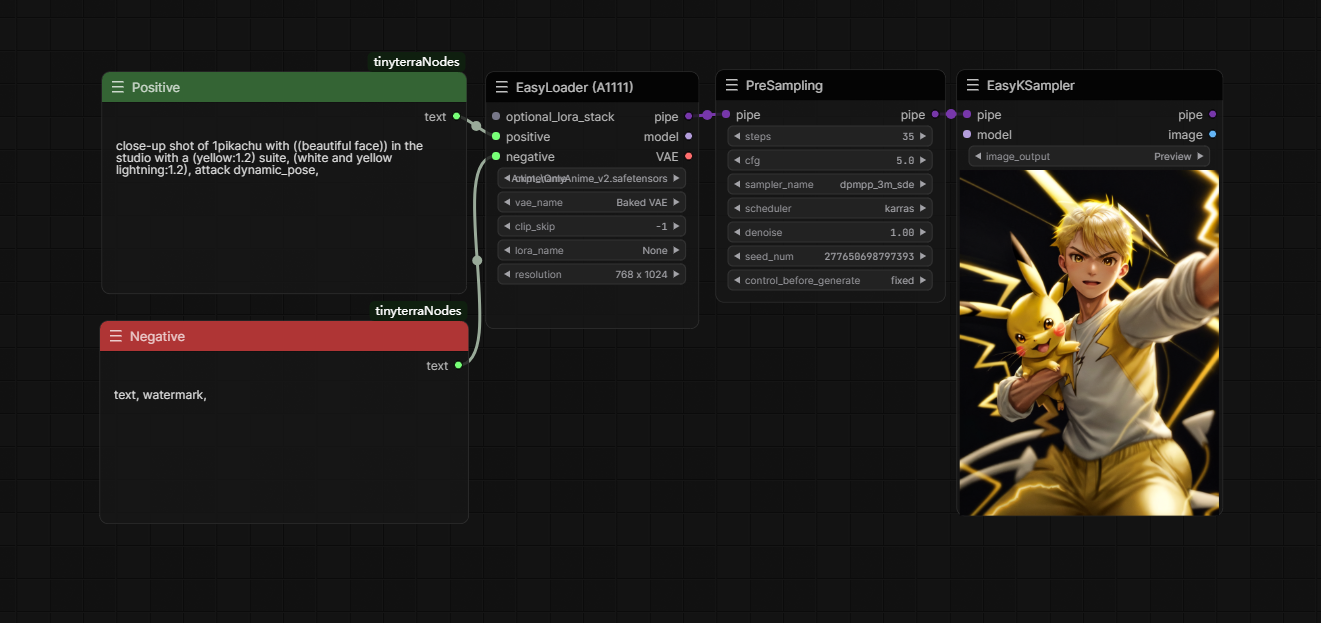 tinyterraNodes
Positive
text
close-up shot of 1pikachu with ((beautiful face)) in the
studio with a (yellow:1.2) suite, (white and yellow
lightning:1.2), attack dynamic_pose,
tinyterraNodes
Negative
text
text, watermark,
EasyLoader (A1111)
optional_lora_stack pipe
positive model
negative VAE
OnlyAnime_v2.safetensors
vae_name Baked VAE
clip_skip -1
lora_name None
resolution 768 x 1024
PreSampling
pipe pipe
steps 35
cfg 5.0
sampler_name dpmpp_3m_sde
scheduler karras
denoise 1.00
seed_num 277650698797393
control_before_generate fixed
EasyKSampler
pipe pipe
model image
image_output Preview